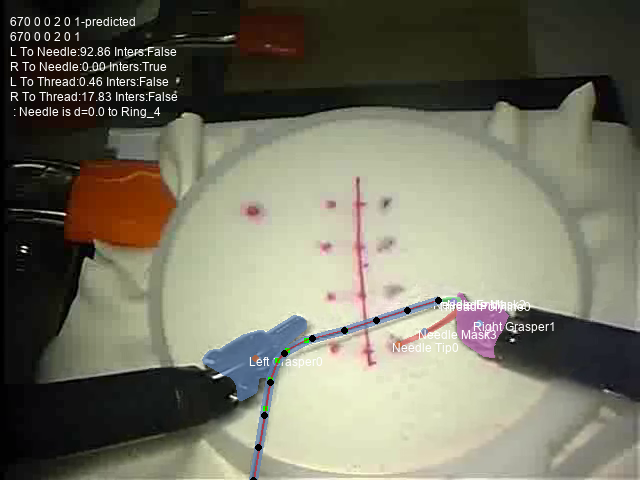 670 0 0 2 0 1-predicted
670 0 0 2 0 1
L To Needle:92.86 Inters:False
R To Needle:0.00 Inters:True
L To Thread:0.46 Inters:False
R To Thread:17.83 Inters:False
: Needle is d=0.0 to Ring_4
Right Grasper1
Needle Mask3
Needle Tip0
Left Grasper0